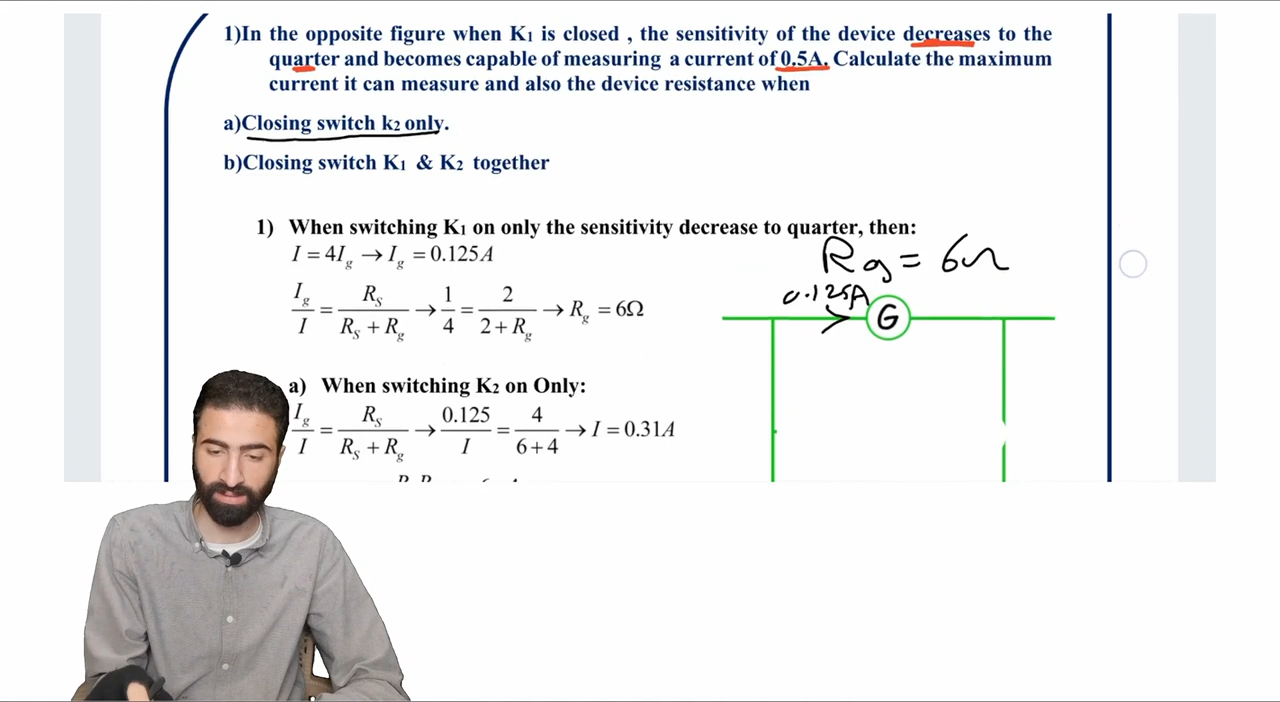 1)In the opposite figure when K1 is closed , the sensitivity of the device decreases to the
quarter and becomes capable of measuring a current of 0.5A. Calculate the maximum
current it can measure and also the device resistance when
a)Closing switch k2 only.
b)Closing switch K1 & K2 together
1) When switching K1 on only the sensitivity decrease to quarter, then:
I = 4Ig → Ig = 0.125A
Rg = 6Ω
Ig/I = Rs/(Rs + Rg) → 1/4 = 2/(2 + Rg) → Rg = 6Ω
0.125A
G
a) When switching K2 on Only:
Ig/I = Rs/(Rs + Rg) → 0.125/I = 4/(6+4) → I = 0.31A